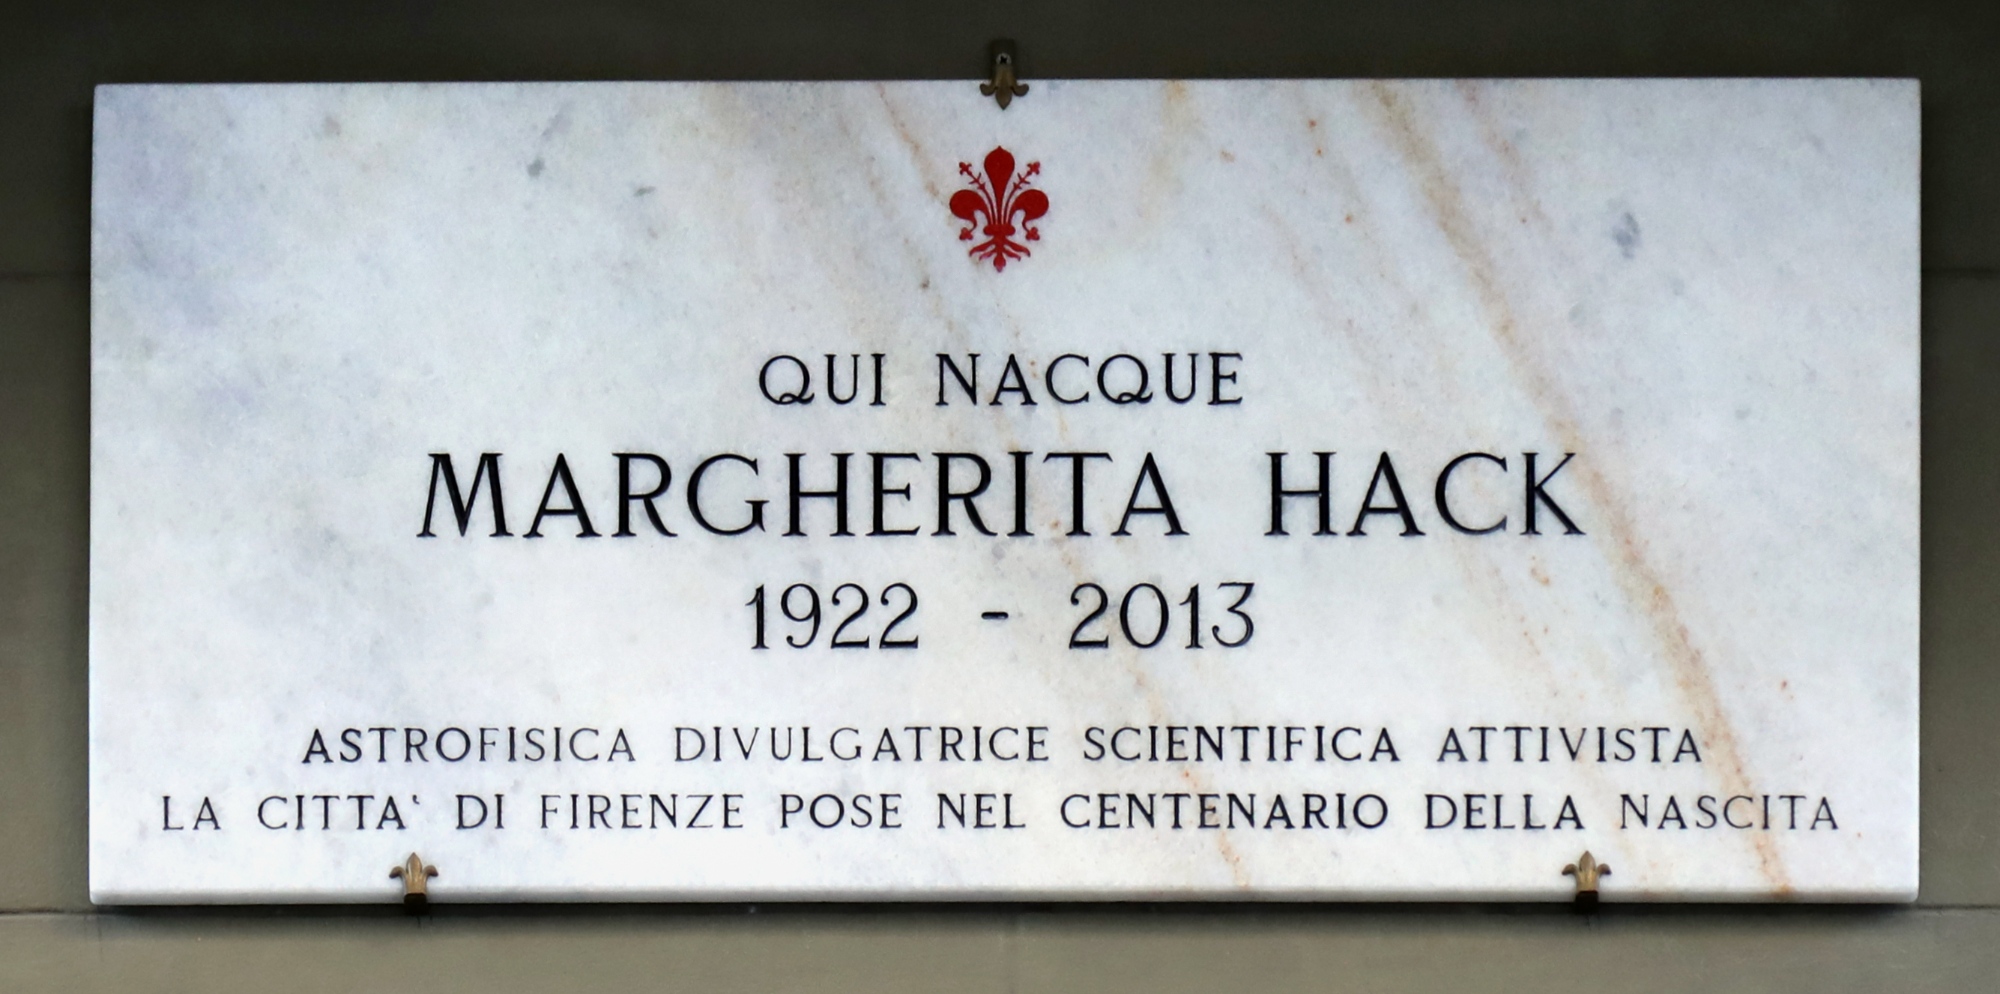 QUI NACQUE
MARGHERITA HACK
1922 - 2013
ASTROFISICA DIVULGATRICE SCIENTIFICA ATTIVISTA
LA CITTA‛ DI FIRENZE POSE NEL CENTENARIO DELLA NASCITA